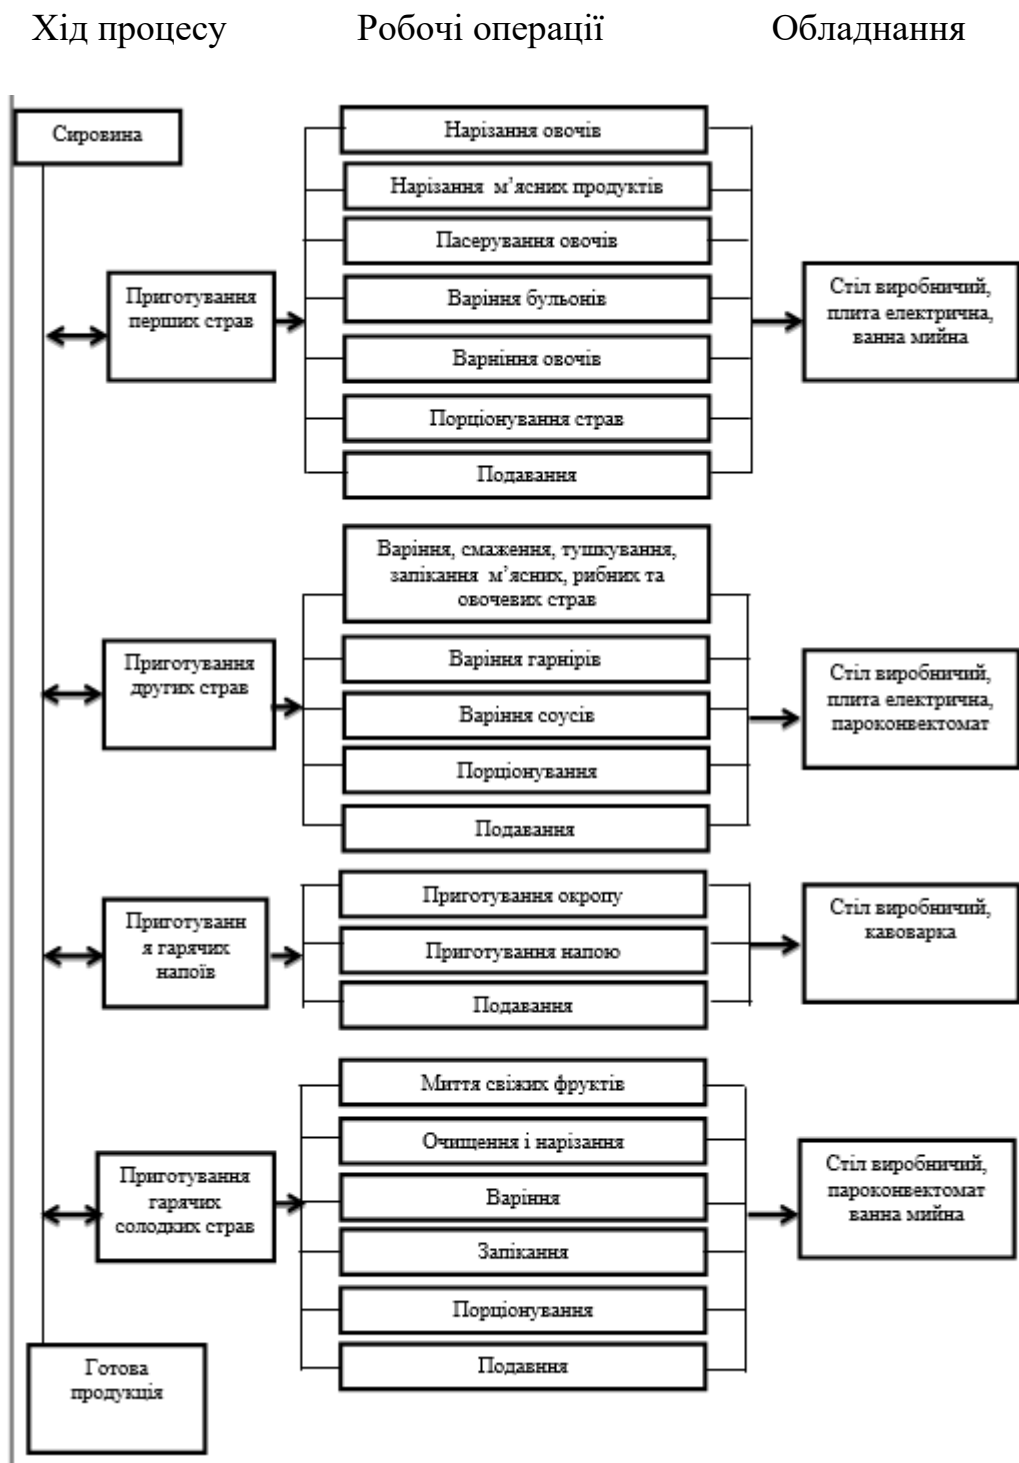 Хід процесу Робочі операції Обладнання
Сировина
Нарізання овочів
Нарізання м’ясних продуктів
Пасерування овочів
Варіння бульонів
Варніння овочів
Порціонування страв
Подавання
Приготування
перших страв
Стіл виробничий,
плита електрична,
ванна мийна
Варіння, смаження, тушкування,
запікання м’ясних, рибних та
овочевих страв
Варіння гарнірів
Варіння соусів
Порціонування
Подавання
Приготування
других страв
Стіл виробничий,
плита електрична,
пароконвектомат
Приготування окропу
Приготування напою
Подавання
Приготуванн
я гарячих
напоїв
Стіл виробничий,
кавоварка
Миття свіжих фруктів
Очищення і нарізання
Варіння
Запікання
Порціонування
Подавння
Приготування
гарячих
солодких страв
Стіл виробничий,
пароконвектомат
ванна мийна
Готова
продукція